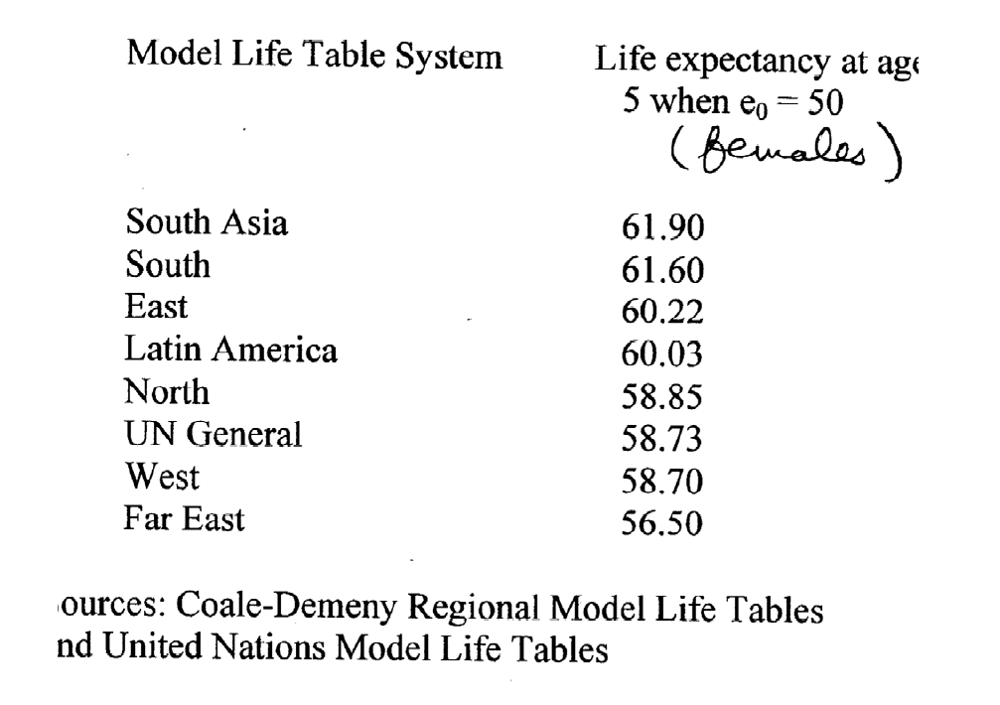 Model Life Table System Life expectancy at age
5 when e₀ = 50
(females)
South Asia 61.90
South 61.60
East 60.22
Latin America 60.03
North 58.85
UN General 58.73
West 58.70
Far East 56.50
ources: Coale-Demeny Regional Model Life Tables
nd United Nations Model Life Tables